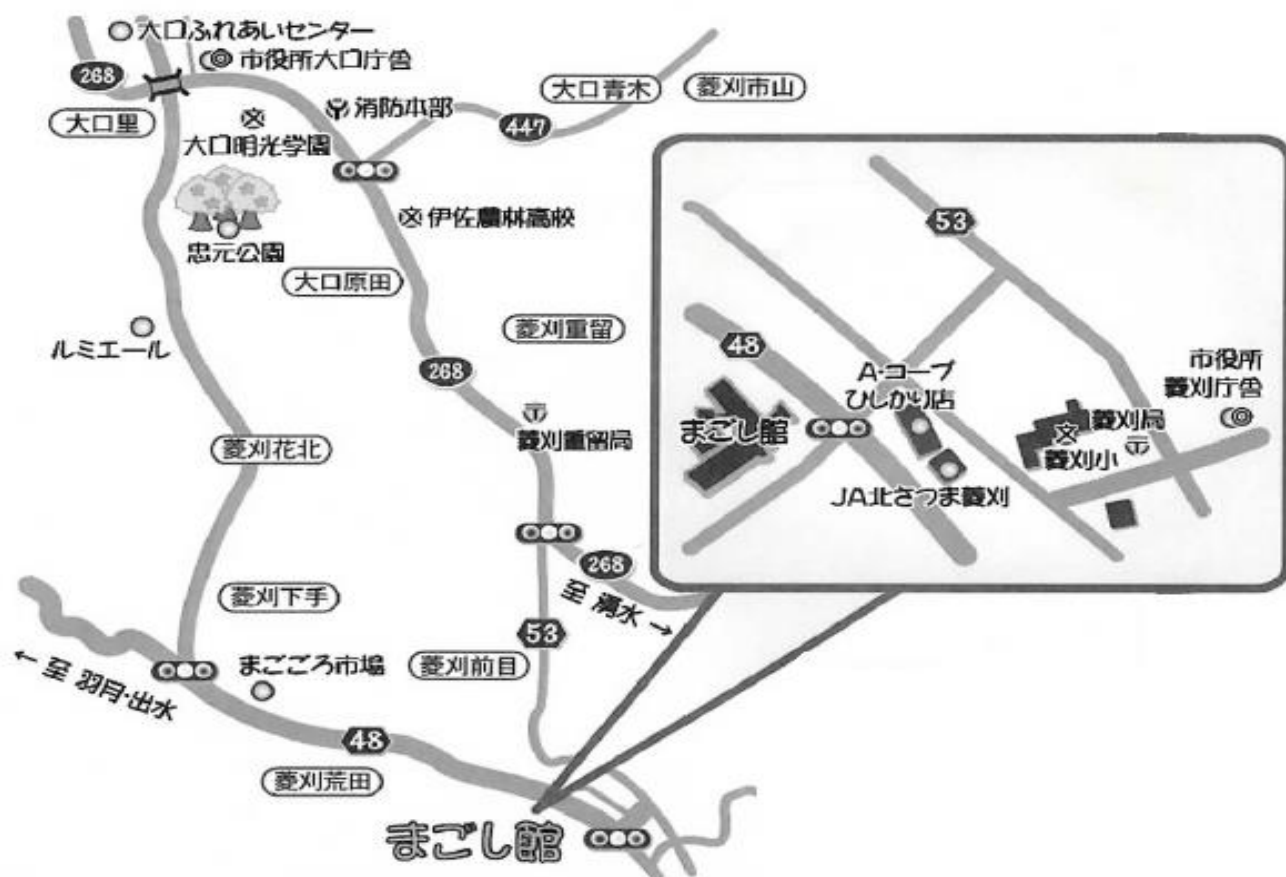 大口ふれあいセンター
市役所大口庁舎
268
大口里
大口明光学園
消防本部
447
大口青木
菱刈市山
忠元公園
伊佐農林高校
大口原田
ルミエール
268
菱刈重留
菱刈重留局
菱刈花北
268
至 湧水 →
菱刈下手
53
← 至 羽月・出水
まごころ市場
菱刈前目
48
菱刈荒田
まごし館
53
48
A・コープ
ひしかり店
まごし館
JA北さつま菱刈
菱刈局
菱刈小
市役所
菱刈庁舎